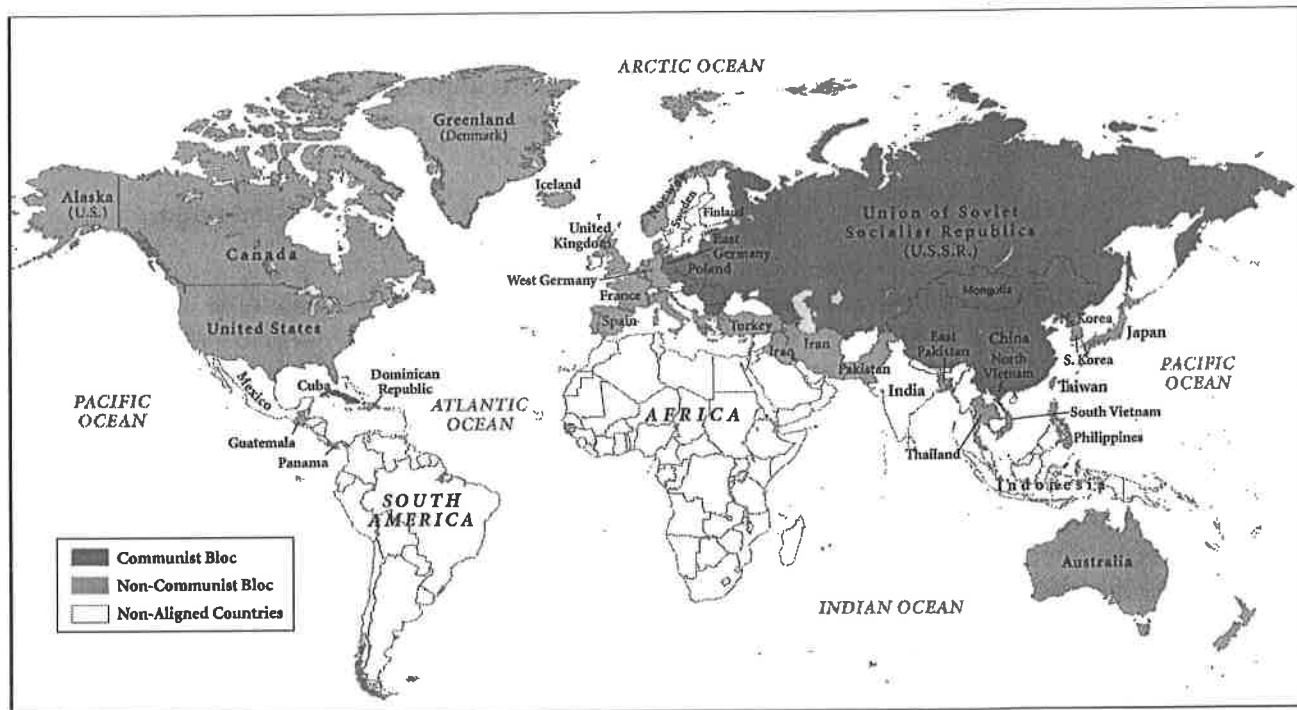 ARCTIC OCEAN
Greenland
(Denmark)
Alaska
(U.S.)
Iceland
Norway
Sweden
Finland
Canada
United
Kingdom
Union of Soviet
Socialist Republics
(U.S.S.R.)
East
Germany
Poland
West Germany
France
Mongolia
United States
Spain
Turkey
Iraq
Iran
Pakistan
East
Pakistan
China
North
Vietnam
N. Korea
S. Korea
Japan
Mexico
Cuba
Dominican
Republic
PACIFIC
OCEAN
ATLANTIC
OCEAN
AFRICA
India
Taiwan
PACIFIC
OCEAN
South Vietnam
Guatemala
Panama
Thailand
Philippines
Indonesia
SOUTH
AMERICA
Australia
INDIAN OCEAN
Communist Bloc
Non-Communist Bloc
Non-Aligned Countries